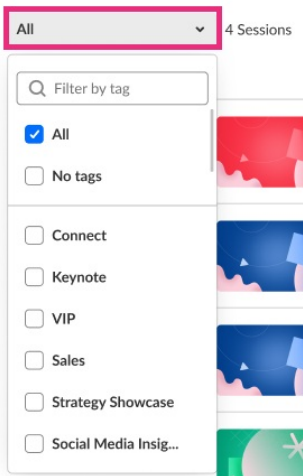 All
4 Sessions
Filter by tag
All
No tags
Connect
Keynote
VIP
Sales
Strategy Showcase
Social Media Insig...